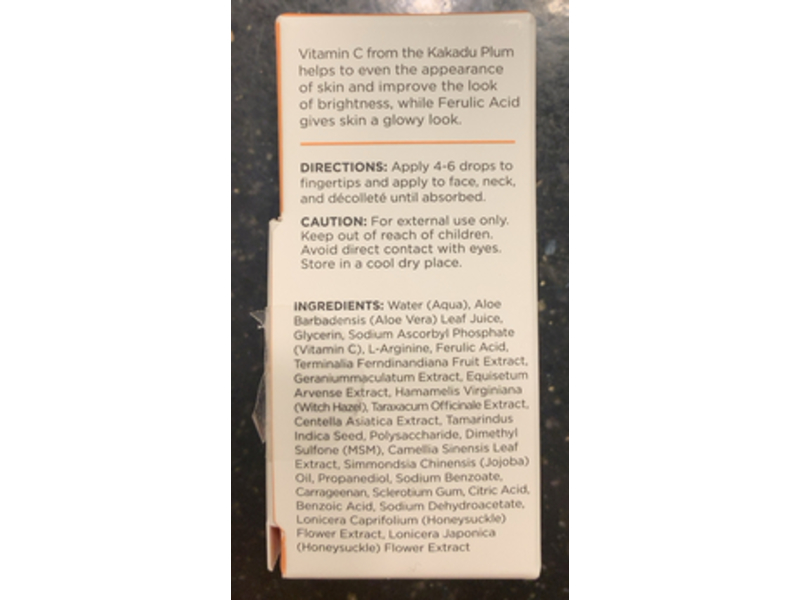 Vitamin C from the Kakadu Plum
helps to even the appearance
of skin and improve the look
of brightness, while Ferulic Acid
gives skin a glowy look.
DIRECTIONS: Apply 4-6 drops to
fingertips and apply to face, neck,
and décolleté until absorbed.
CAUTION: For external use only.
Keep out of reach of children.
Avoid direct contact with eyes.
Store in a cool dry place.
INGREDIENTS: Water (Aqua), Aloe
Barbadensis (Aloe Vera) Leaf Juice,
Glycerin, Sodium Ascorbyl Phosphate
(Vitamin C), L-Arginine, Ferulic Acid,
Terminalia Ferndinandiana Fruit Extract,
Geraniummaculatum Extract, Equisetum
Arvense Extract, Hamamelis Virginiana
(Witch Hazel), Taraxacum Officinale Extract,
Centella Asiatica Extract, Tamarindus
Indica Seed, Polysaccharide, Dimethyl
Sulfone (MSM), Camellia Sinensis Leaf
Extract, Simmondsia Chinensis (Jojoba)
Oil, Propanediol, Sodium Benzoate,
Carrageenan, Sclerotium Gum, Citric Acid,
Benzoic Acid, Sodium Dehydroacetate,
Lonicera Caprifolium (Honeysuckle)
Flower Extract, Lonicera Japonica
(Honeysuckle) Flower Extract